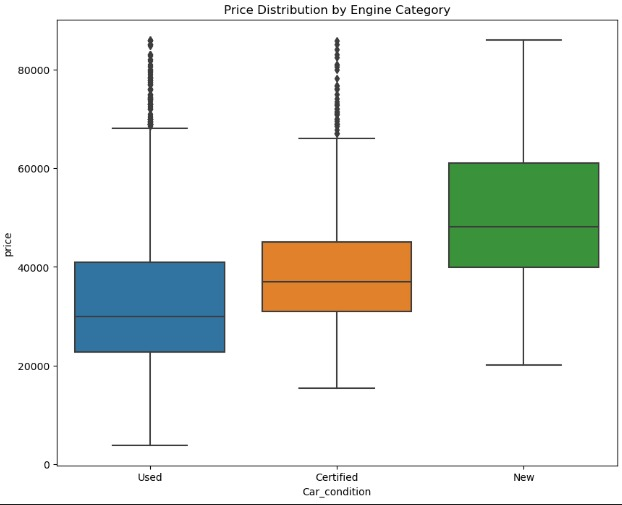 Price Distribution by Engine Category
80000
60000
40000
20000
0
price
Used
Certified
New
Car_condition